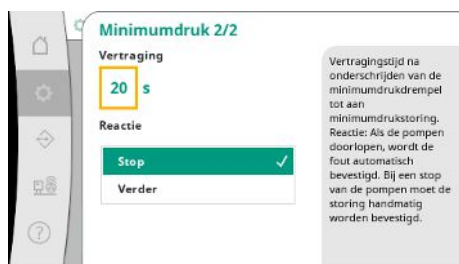 Minimumdruk 2/2
Vertraging
20 s
Reactie
Stop
Verder
Vertragingstijd na
onderschrijden van de
minimumdrukdrempel
tot aan
minimumdrukstoring.
Reactie: Als de pompen
doorlopen, wordt de
fout automatisch
bevestigd. Bij een stop
van de pompen moet de
storing handmatig
worden bevestigd.